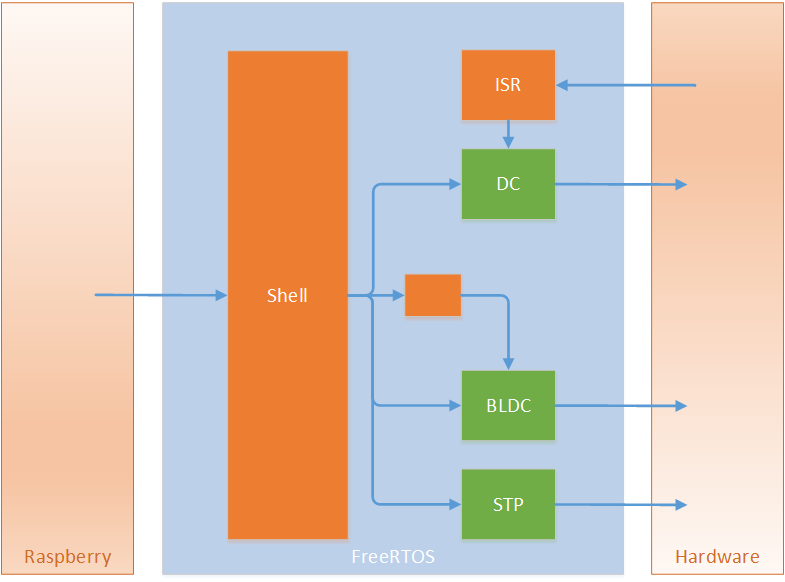 ISR
DC
Shell
BLDC
STP
Raspberry
FreeRTOS
Hardware